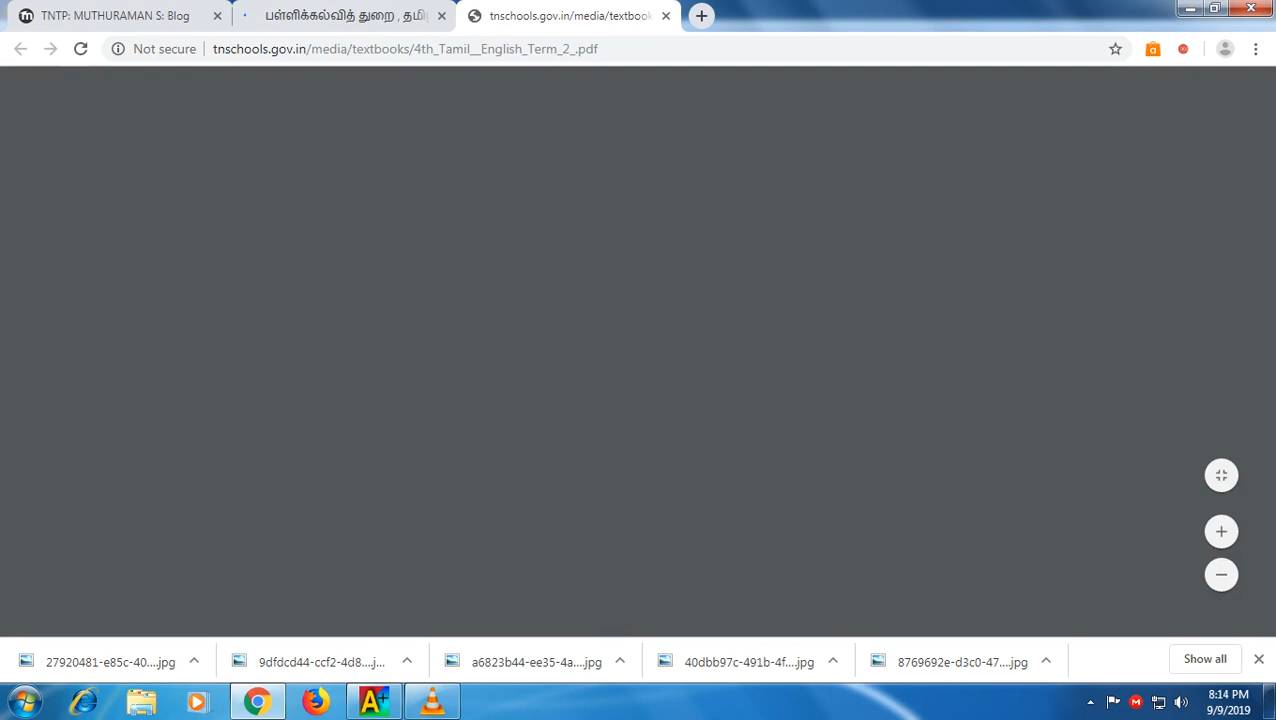 TNTP: MUTHURAMAN S: Blog
பள்ளிக்கல்வித் துறை , தமி
tnschools.gov.in/media/textbook
Not secure
tnschools.gov.in/media/textbooks/4th_Tamil__English_Term_2_.pdf
27920481-e85c-40....jpg
9dfdcd44-ccf2-4d8....j...
a6823b44-ee35-4a....jpg
40dbb97c-491b-4f....jpg
8769692e-d3c0-47....jpg
Show all
8:14 PM
9/9/2019